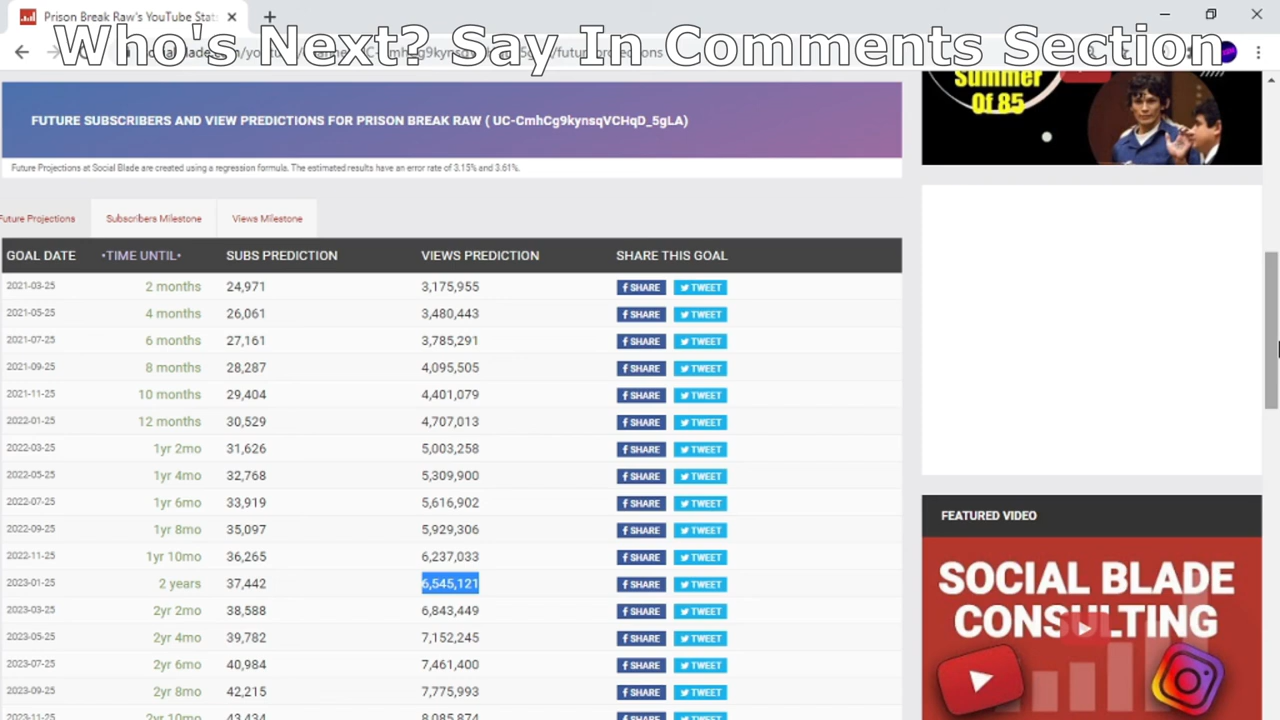 Prison Break Raw's YouTube Stats
Who's Next? Say In Comments Section
Summer
Of 85
FUTURE SUBSCRIBERS AND VIEW PREDICTIONS FOR PRISON BREAK RAW ( UC-CmhCg9kynsqVCHqD_5gLA)
Future Projections at Social Blade are created using a regression formula. The estimated results have an error rate of 3.15% and 3.61%.
Future Projections Subscribers Milestone Views Milestone
GOAL DATE •TIME UNTIL• SUBS PREDICTION VIEWS PREDICTION SHARE THIS GOAL
2021-03-25 2 months 24,971 3,175,955 SHARE TWEET
2021-05-25 4 months 26,061 3,480,443 SHARE TWEET
2021-07-25 6 months 27,161 3,785,291 SHARE TWEET
2021-09-25 8 months 28,287 4,095,505 SHARE TWEET
2021-11-25 10 months 29,404 4,401,079 SHARE TWEET
2022-01-25 12 months 30,529 4,707,013 SHARE TWEET
2022-03-25 1yr 2mo 31,626 5,003,258 SHARE TWEET
2022-05-25 1yr 4mo 32,768 5,309,900 SHARE TWEET
2022-07-25 1yr 6mo 33,919 5,616,902 SHARE TWEET
2022-09-25 1yr 8mo 35,097 5,929,306 SHARE TWEET
2022-11-25 1yr 10mo 36,265 6,237,033 SHARE TWEET
2023-01-25 2 years 37,442 6,545,121 SHARE TWEET
2023-03-25 2yr 2mo 38,588 6,843,449 SHARE TWEET
2023-05-25 2yr 4mo 39,782 7,152,245 SHARE TWEET
2023-07-25 2yr 6mo 40,984 7,461,400 SHARE TWEET
2023-09-25 2yr 8mo 42,215 7,775,993 SHARE TWEET
2023-11-25 2yr 10mo 43,434 8,085,874 SHARE TWEET
FEATURED VIDEO
SOCIAL BLADE
CONSULTING